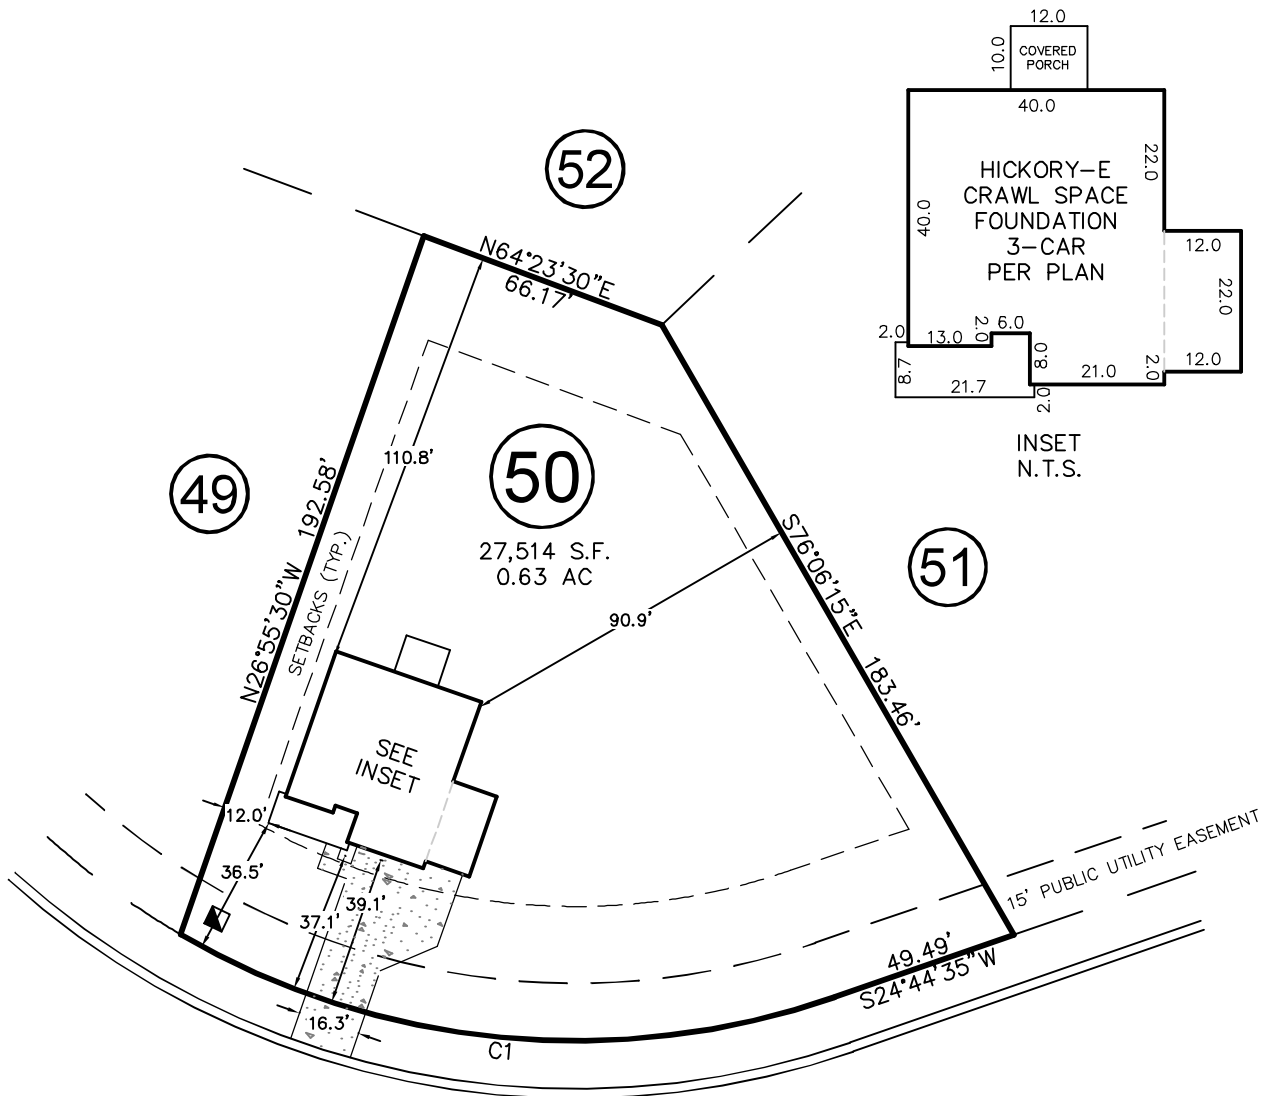 12.0
10.0
COVERED
PORCH
40.0
22.0
HICKORY-E
CRAWL SPACE
FOUNDATION
3-CAR
PER PLAN
40.0
12.0
22.0
2.0
13.0
2.0
6.0
8.0
8.7
21.7
2.0
21.0
2.0
12.0
INSET
N.T.S.
52
N64°23'30"E
66.17'
49
N26°55'30"W 192.58'
SETBACKS (TYP.)
110.8'
50
27,514 S.F.
0.63 AC
S76°06'15"E 183.46'
51
90.9'
SEE
INSET
12.0'
36.5'
37.1'
39.1'
16.3'
C1
49.49'
S24°44'35"W
15' PUBLIC UTILITY EASEMENT